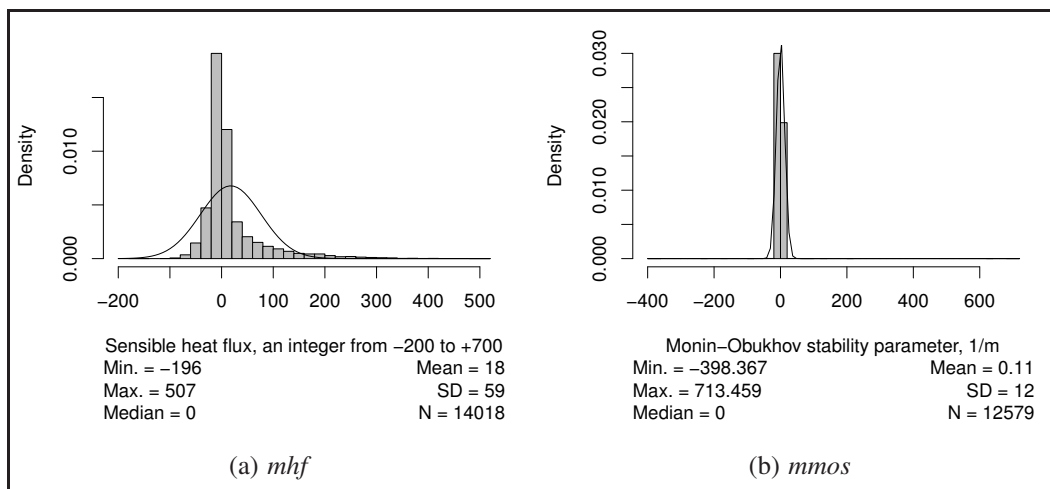 Density
0.000 0.010
−200 0 100 200 300 400 500
Sensible heat flux, an integer from −200 to +700
Min. = −196 Mean = 18
Max. = 507 SD = 59
Median = 0 N = 14018
(a) mhf
Density
0.000 0.010 0.020 0.030
−400 −200 0 200 400 600
Monin−Obukhov stability parameter, 1/m
Min. = −398.367 Mean = 0.11
Max. = 713.459 SD = 12
Median = 0 N = 12579
(b) mmos